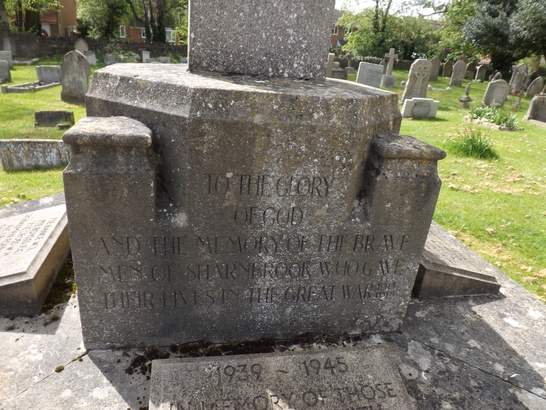 TO THE GLORY
OF GOD
AND THE MEMORY OF THE BRAVE
MEN OF SHARNBROOK WHO GAVE
THEIR LIVES IN THE GREAT WAR
1939 ~ 1945
IN MEMORY OF THOSE